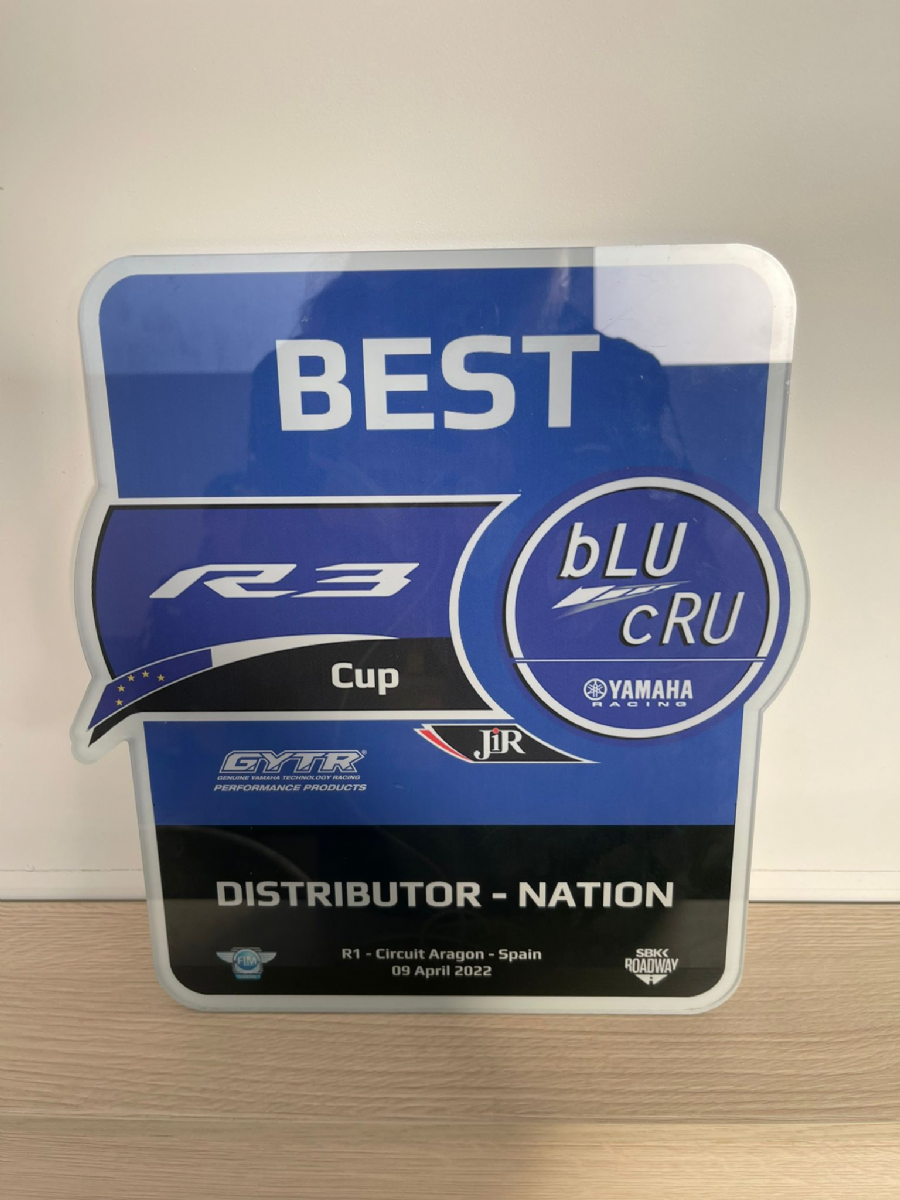 BEST
R3
Cup
bLU
cRU
YAMAHA
RACING
JiR
GYTR®
GENUINE YAMAHA TECHNOLOGY RACING
PERFORMANCE PRODUCTS
DISTRIBUTOR - NATION
R1 - Circuit Aragon - Spain
09 April 2022
FIM
SBK
ROADWAY